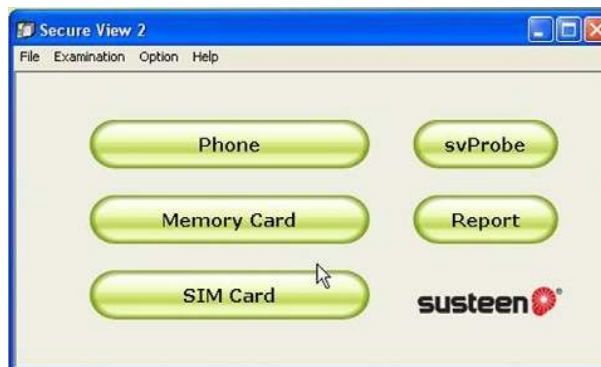 Secure View 2
File Examination Option Help
Phone
svProbe
Memory Card
Report
SIM Card
susteen